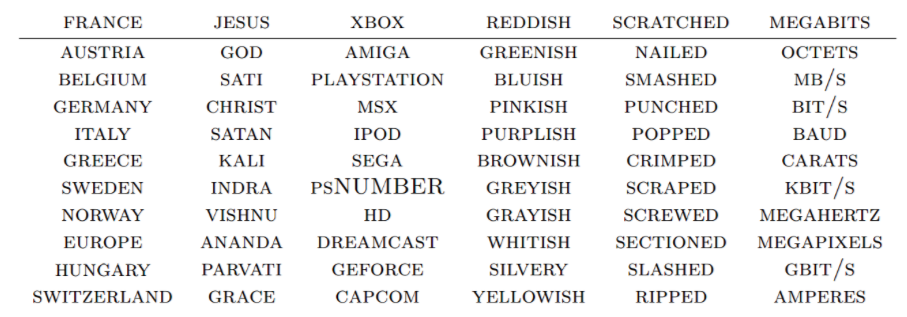 FRANCE JESUS XBOX REDDISH SCRATCHED MEGABITS
AUSTRIA GOD AMIGA GREENISH NAILED OCTETS
BELGIUM SATI PLAYSTATION BLUISH SMASHED MB/S
GERMANY CHRIST MSX PINKISH PUNCHED BIT/S
ITALY SATAN IPOD PURPLISH POPPED BAUD
GREECE KALI SEGA BROWNISH CRIMPED CARATS
SWEDEN INDRA PSNUMBER GREYISH SCRAPED KBIT/S
NORWAY VISHNU HD GRAYISH SCREWED MEGAHERTZ
EUROPE ANANDA DREAMCAST WHITISH SECTIONED MEGAPIXELS
HUNGARY PARVATI GEFORCE SILVERY SLASHED GBIT/S
SWITZERLAND GRACE CAPCOM YELLOWISH RIPPED AMPERES